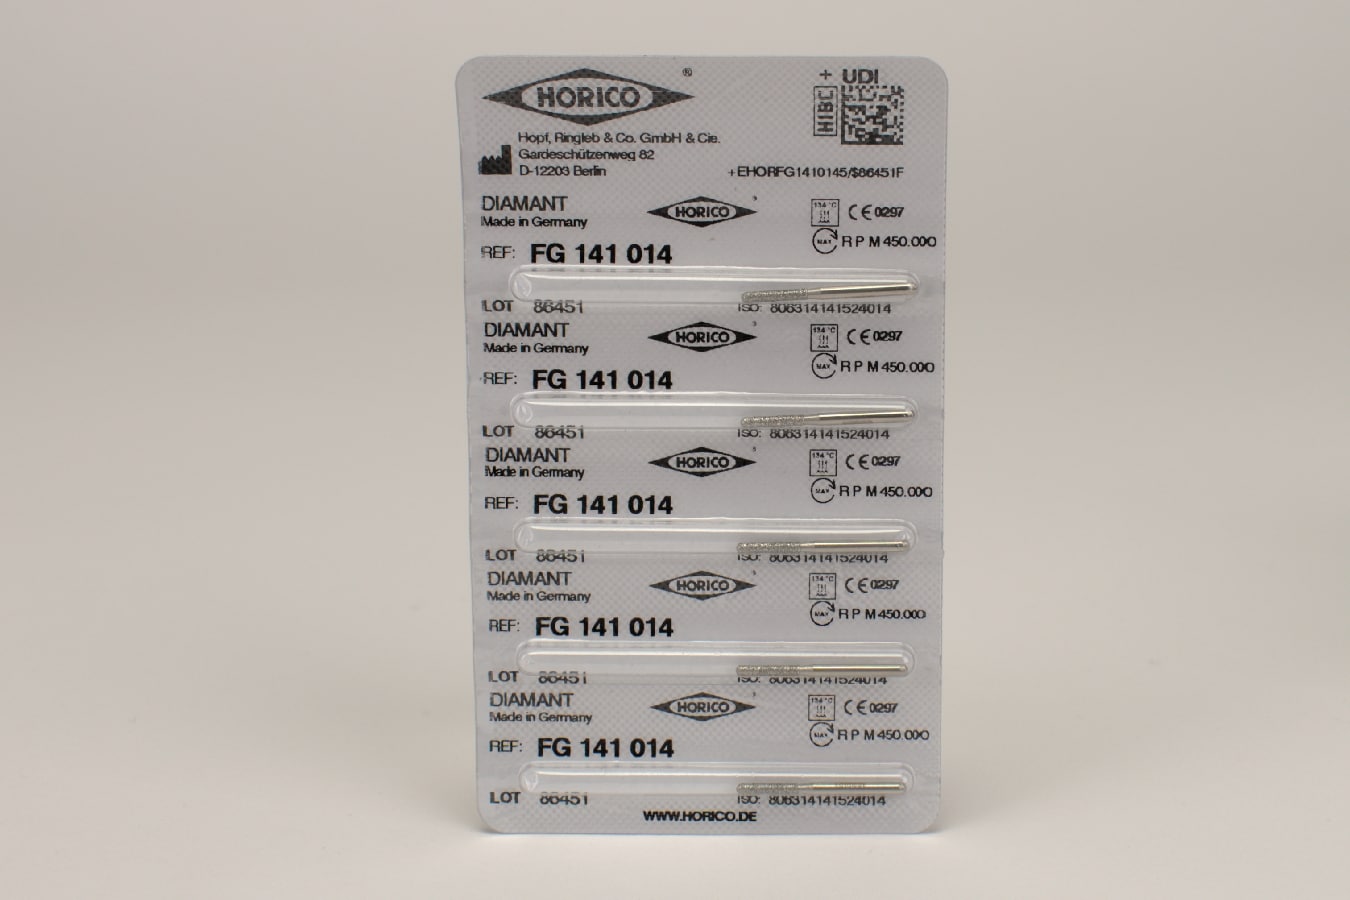 HORICO ®
+ UDI
HIBC
Hopf, Ringleb & Co. GmbH & Cie.
Gardeschützenweg 82
D-12203 Berlin
+EHORFG1410145/$86451F
DIAMANT
Made in Germany
HORICO
134 °C
CE 0297
MAX RPM 450.000
REF: FG 141 014
LOT 86451
ISO: 806314141524014
DIAMANT
Made in Germany
HORICO
134 °C
CE 0297
MAX RPM 450.000
REF: FG 141 014
LOT 86451
ISO: 806314141524014
DIAMANT
Made in Germany
HORICO
134 °C
CE 0297
MAX RPM 450.000
REF: FG 141 014
LOT 86451
ISO: 806314141524014
DIAMANT
Made in Germany
HORICO
134 °C
CE 0297
MAX RPM 450.000
REF: FG 141 014
LOT 86451
ISO: 806314141524014
DIAMANT
Made in Germany
HORICO
134 °C
CE 0297
MAX RPM 450.000
REF: FG 141 014
LOT 86451
ISO: 806314141524014
WWW.HORICO.DE